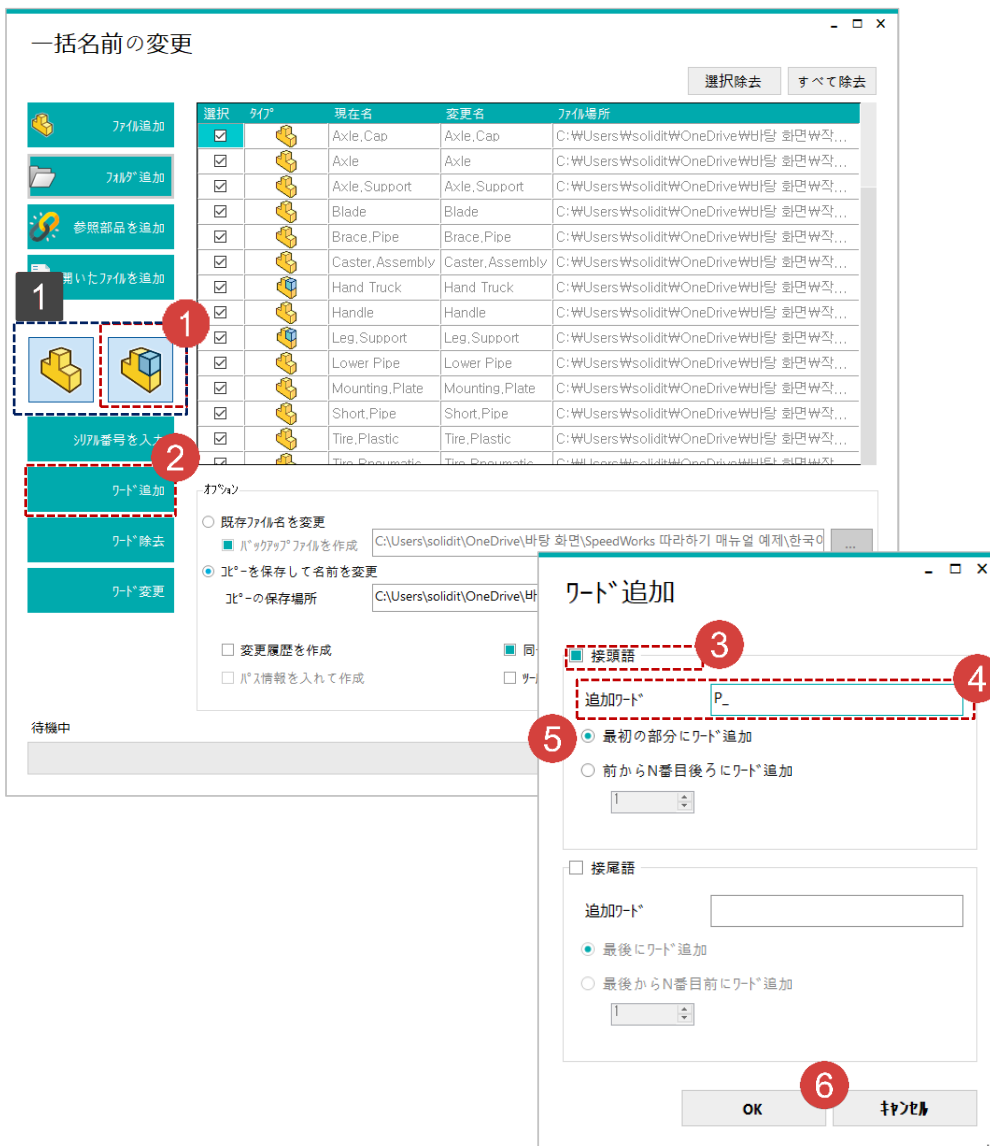 一括名前の変更
選択除去 すべて除去
ファイル追加
フォルダ追加
参照部品を追加
開いたファイルを追加
1
1
シリアル番号を入
2
ワード追加
ワード除去
ワード変更
選択 タイプ 現在名 変更名 ファイル場所
Axle,Cap Axle,Cap C:₩Users₩solidit₩OneDrive₩바탕 화면₩작...
Axle Axle C:₩Users₩solidit₩OneDrive₩바탕 화면₩작...
Axle,Support Axle,Support C:₩Users₩solidit₩OneDrive₩바탕 화면₩작...
Blade Blade C:₩Users₩solidit₩OneDrive₩바탕 화면₩작...
Brace,Pipe Brace,Pipe C:₩Users₩solidit₩OneDrive₩바탕 화면₩작...
Caster,Assembly Caster,Assembly C:₩Users₩solidit₩OneDrive₩바탕 화면₩작...
Hand Truck Hand Truck C:₩Users₩solidit₩OneDrive₩바탕 화면₩작...
Handle Handle C:₩Users₩solidit₩OneDrive₩바탕 화면₩작...
Leg,Support Leg,Support C:₩Users₩solidit₩OneDrive₩바탕 화면₩작...
Lower Pipe Lower Pipe C:₩Users₩solidit₩OneDrive₩바탕 화면₩작...
Mounting,Plate Mounting,Plate C:₩Users₩solidit₩OneDrive₩바탕 화면₩작...
Short,Pipe Short,Pipe C:₩Users₩solidit₩OneDrive₩바탕 화면₩작...
Tire,Plastic Tire,Plastic C:₩Users₩solidit₩OneDrive₩바탕 화면₩작...
Tire,Pneumatic Tire,Pneumatic C:₩Users₩solidit₩OneDrive₩바탕 화면₩작...
オプション
既存ファイル名を変更
バックアップファイルを作成 C:\Users\solidit\OneDrive\바탕 화면\SpeedWorks 따라하기 매뉴얼 예제\한국어 ...
コピーを保存して名前を変更
コピーの保存場所 C:\Users\solidit\OneDrive\바
変更履歴を作成 同
パス情報を入れて作成 ツール
待機中
ワード追加
接頭語 3
追加ワード P_ 4
5 最初の部分にワード追加
前からN番目後ろにワード追加
1
接尾語
追加ワード
最後にワード追加
最後からN番目前にワード追加
1
6
OK キャンセル